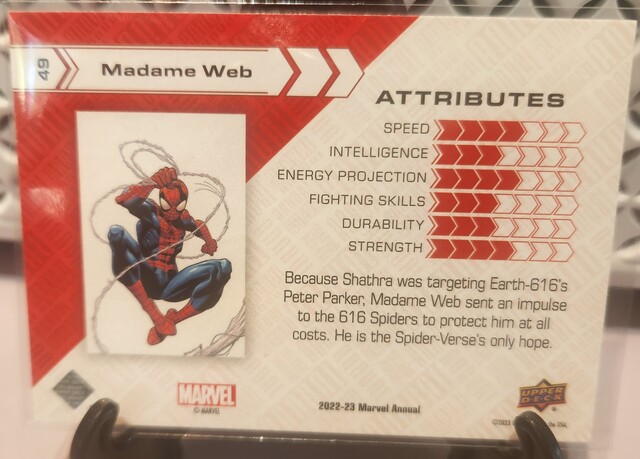 49
Madame Web
ATTRIBUTES
SPEED
INTELLIGENCE
ENERGY PROJECTION
FIGHTING SKILLS
DURABILITY
STRENGTH
Because Shathra was targeting Earth-616's
Peter Parker, Madame Web sent an impulse
to the 616 Spiders to protect him at all
costs. He is the Spider-Verse's only hope.
MARVEL
© MARVEL
2022-23 Marvel Annual
UPPER
DECK